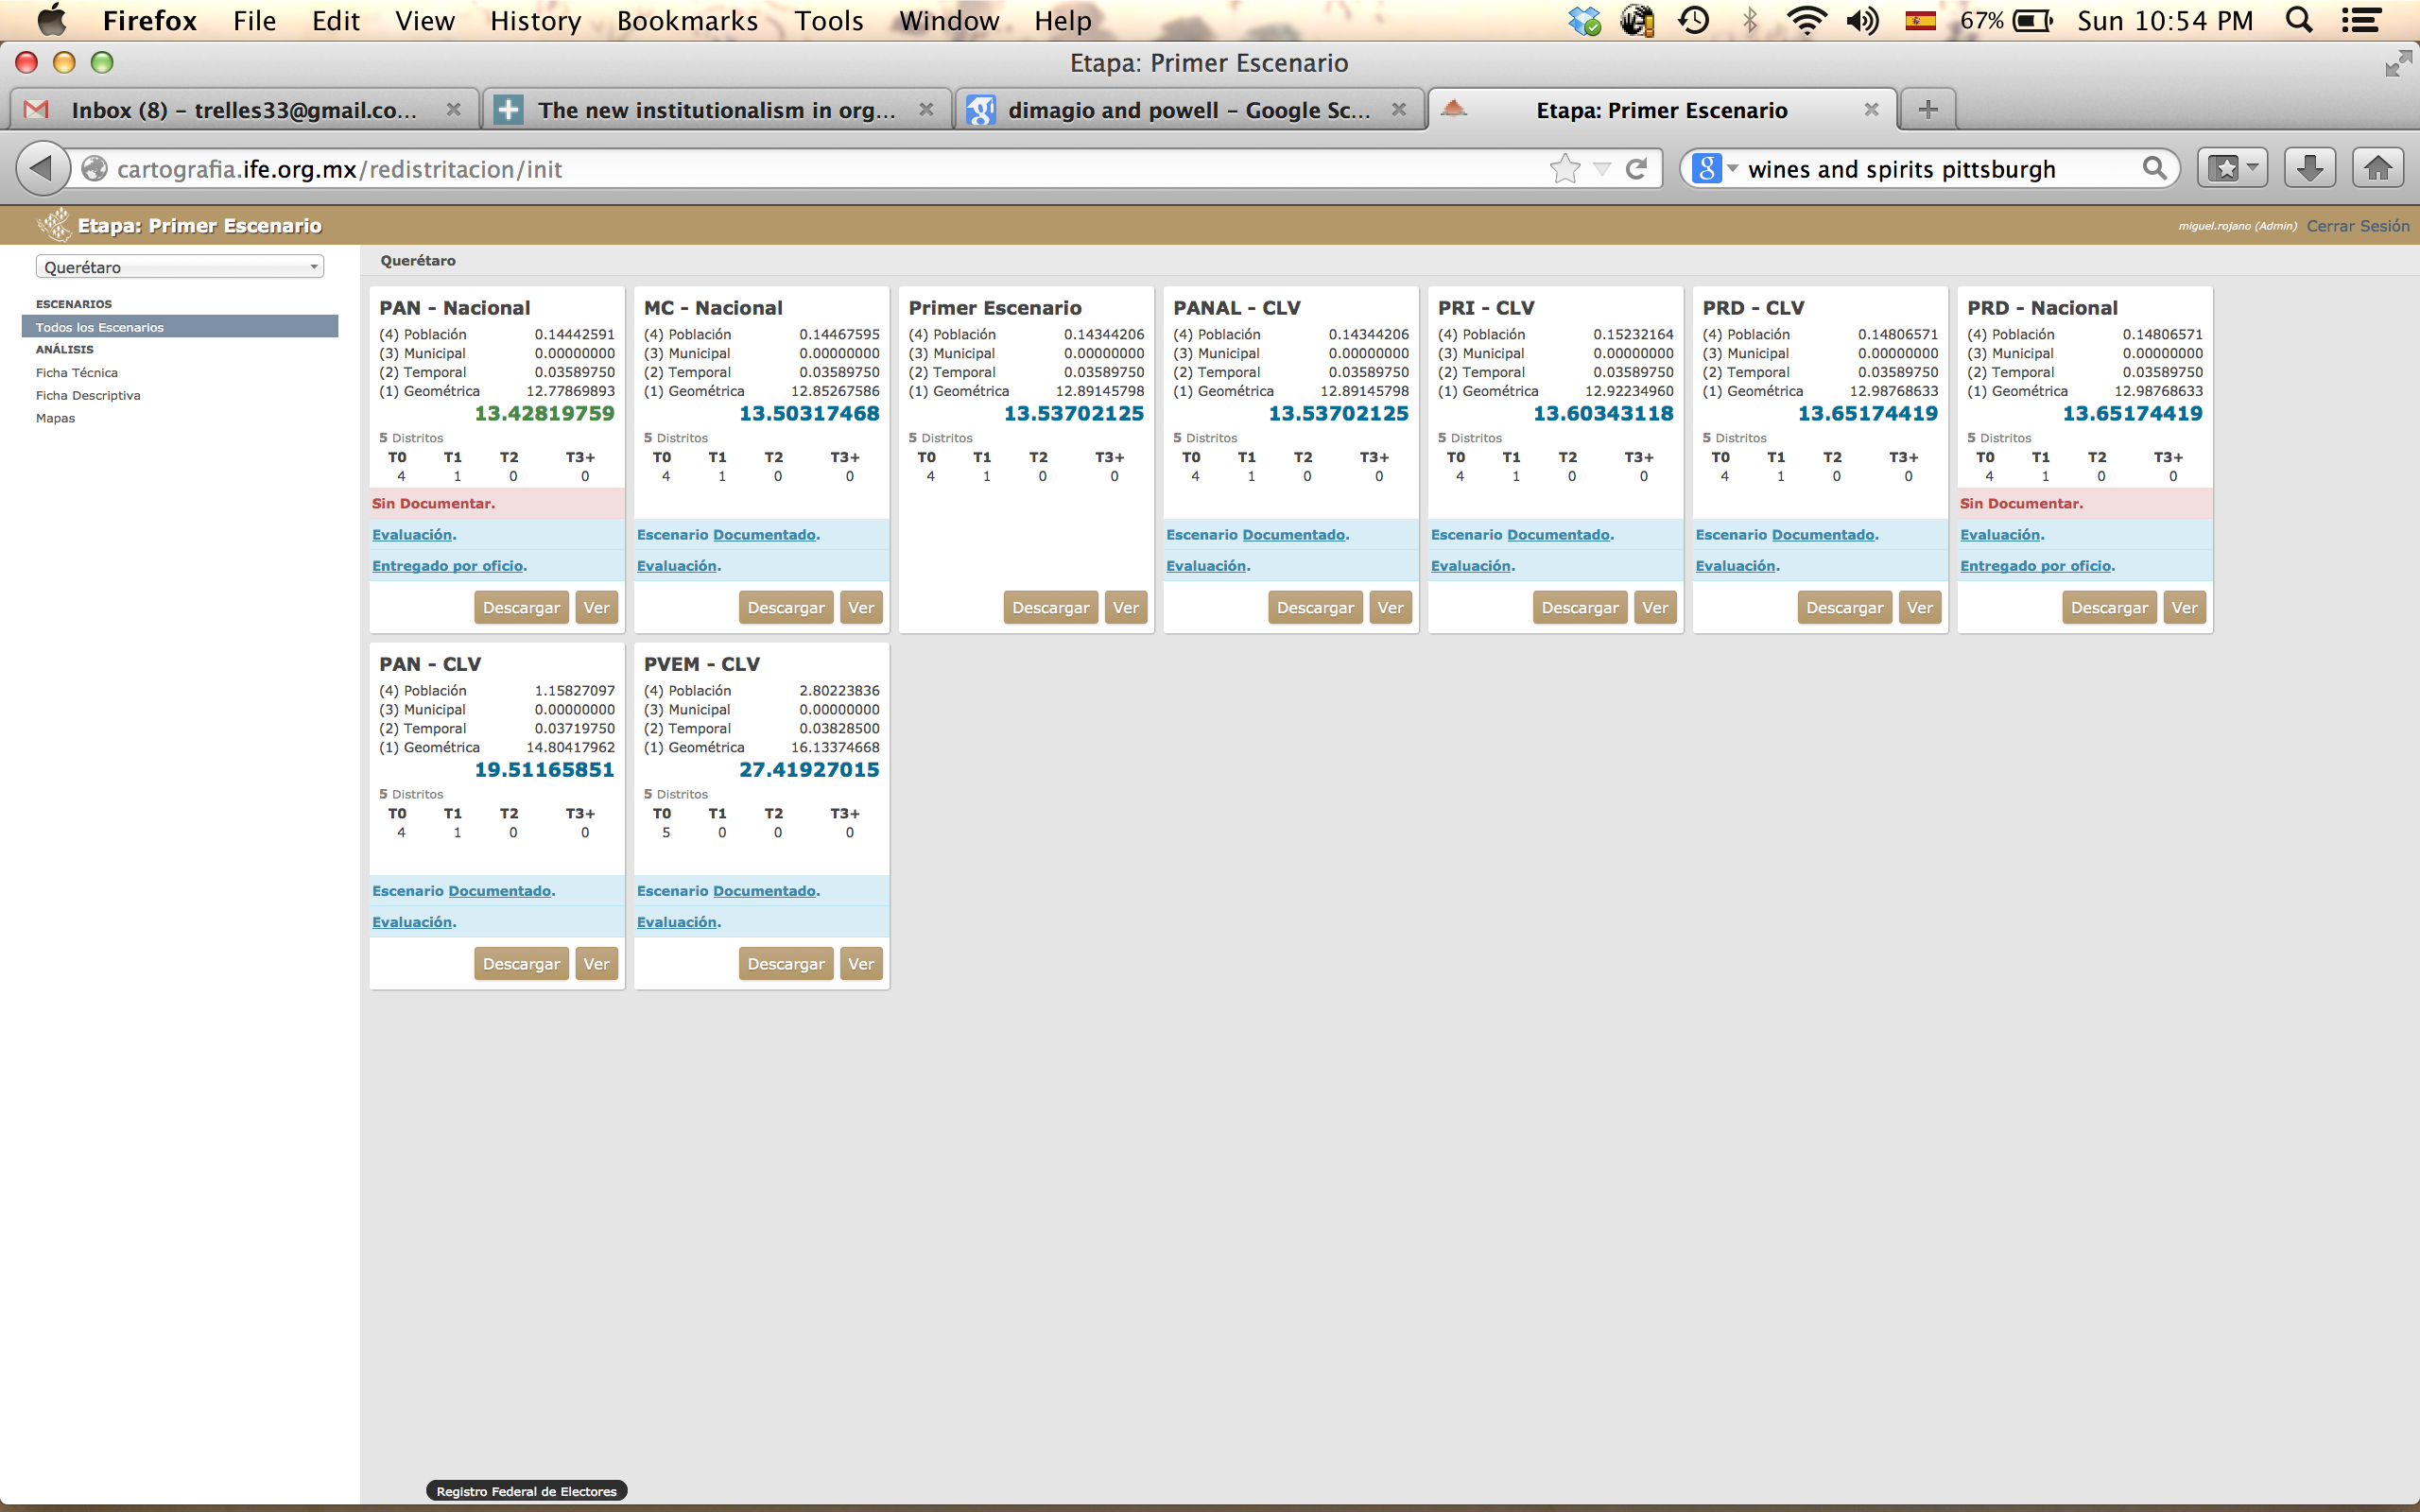 Firefox File Edit View History Bookmarks Tools Window Help 67% Sun 10:54 PM
Etapa: Primer Escenario
Inbox (8) – trelles33@gmail.co... The new institutionalism in org... dimagio and powell – Google Sc... Etapa: Primer Escenario
cartografia.ife.org.mx/redistritacion/init wines and spirits pittsburgh
Etapa: Primer Escenario miguel.rojano (Admin) Cerrar Sesión
Querétaro
ESCENARIOS
Todos los Escenarios
ANÁLISIS
Ficha Técnica
Ficha Descriptiva
Mapas
Querétaro
PAN - Nacional
(4) Población 0.14442591
(3) Municipal 0.00000000
(2) Temporal 0.03589750
(1) Geométrica 12.77869893
13.42819759
5 Distritos
T0 T1 T2 T3+
4 1 0 0
Sin Documentar.
Evaluación.
Entregado por oficio.
Descargar Ver
MC - Nacional
(4) Población 0.14467595
(3) Municipal 0.00000000
(2) Temporal 0.03589750
(1) Geométrica 12.85267586
13.50317468
5 Distritos
T0 T1 T2 T3+
4 1 0 0
Escenario Documentado.
Evaluación.
Descargar Ver
Primer Escenario
(4) Población 0.14344206
(3) Municipal 0.00000000
(2) Temporal 0.03589750
(1) Geométrica 12.89145798
13.53702125
5 Distritos
T0 T1 T2 T3+
4 1 0 0
Descargar Ver
PANAL - CLV
(4) Población 0.14344206
(3) Municipal 0.00000000
(2) Temporal 0.03589750
(1) Geométrica 12.89145798
13.53702125
5 Distritos
T0 T1 T2 T3+
4 1 0 0
Escenario Documentado.
Evaluación.
Descargar Ver
PRI - CLV
(4) Población 0.15232164
(3) Municipal 0.00000000
(2) Temporal 0.03589750
(1) Geométrica 12.92234960
13.60343118
5 Distritos
T0 T1 T2 T3+
4 1 0 0
Escenario Documentado.
Evaluación.
Descargar Ver
PRD - CLV
(4) Población 0.14806571
(3) Municipal 0.00000000
(2) Temporal 0.03589750
(1) Geométrica 12.98768633
13.65174419
5 Distritos
T0 T1 T2 T3+
4 1 0 0
Escenario Documentado.
Evaluación.
Descargar Ver
PRD - Nacional
(4) Población 0.14806571
(3) Municipal 0.00000000
(2) Temporal 0.03589750
(1) Geométrica 12.98768633
13.65174419
5 Distritos
T0 T1 T2 T3+
4 1 0 0
Sin Documentar.
Evaluación.
Entregado por oficio.
Descargar Ver
PAN - CLV
(4) Población 1.15827097
(3) Municipal 0.00000000
(2) Temporal 0.03719750
(1) Geométrica 14.80417962
19.51165851
5 Distritos
T0 T1 T2 T3+
4 1 0 0
Escenario Documentado.
Evaluación.
Descargar Ver
PVEM - CLV
(4) Población 2.80223836
(3) Municipal 0.00000000
(2) Temporal 0.03828500
(1) Geométrica 16.13374668
27.41927015
5 Distritos
T0 T1 T2 T3+
5 0 0 0
Escenario Documentado.
Evaluación.
Descargar Ver
Registro Federal de Electores